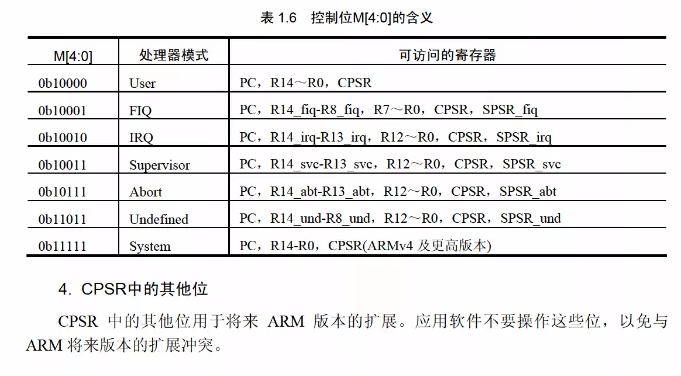 表 1.6 控制位M[4:0]的含义
M[4:0] 处理器模式 可访问的寄存器
0b10000 User PC，R14～R0，CPSR
0b10001 FIQ PC，R14_fiq-R8_fiq，R7～R0，CPSR，SPSR_fiq
0b10010 IRQ PC，R14_irq-R13_irq，R12～R0，CPSR，SPSR_irq
0b10011 Supervisor PC，R14_svc-R13_svc，R12～R0，CPSR，SPSR_svc
0b10111 Abort PC，R14_abt-R13_abt，R12～R0，CPSR，SPSR_abt
0b11011 Undefined PC，R14_und-R8_und，R12～R0，CPSR，SPSR_und
0b11111 System PC，R14-R0，CPSR(ARMv4 及更高版本)
4. CPSR中的其他位
CPSR 中的其他位用于将来 ARM 版本的扩展。应用软件不要操作这些位，以免与
ARM 将来版本的扩展冲突。